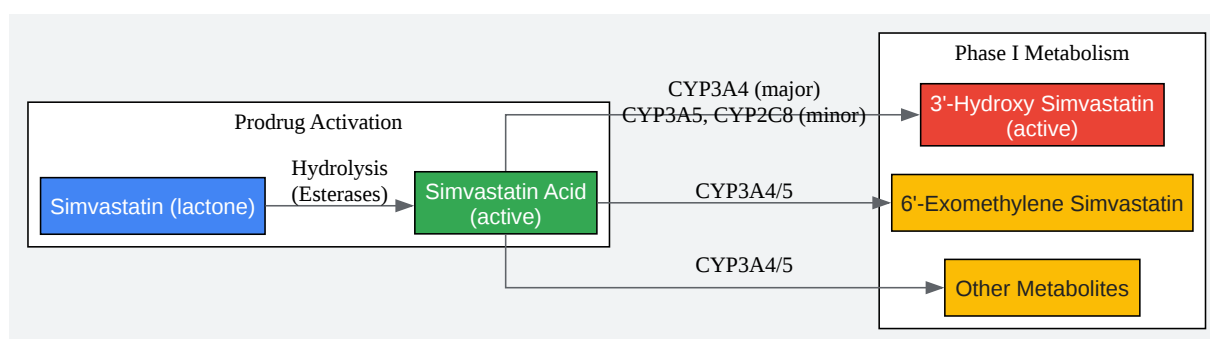 Prodrug Activation
Simvastatin (lactone)
Hydrolysis
(Esterases)
Simvastatin Acid
(active)
CYP3A4 (major)
CYP3A5, CYP2C8 (minor)
CYP3A4/5
CYP3A4/5
Phase I Metabolism
3'-Hydroxy Simvastatin
(active)
6'-Exomethylene Simvastatin
Other Metabolites